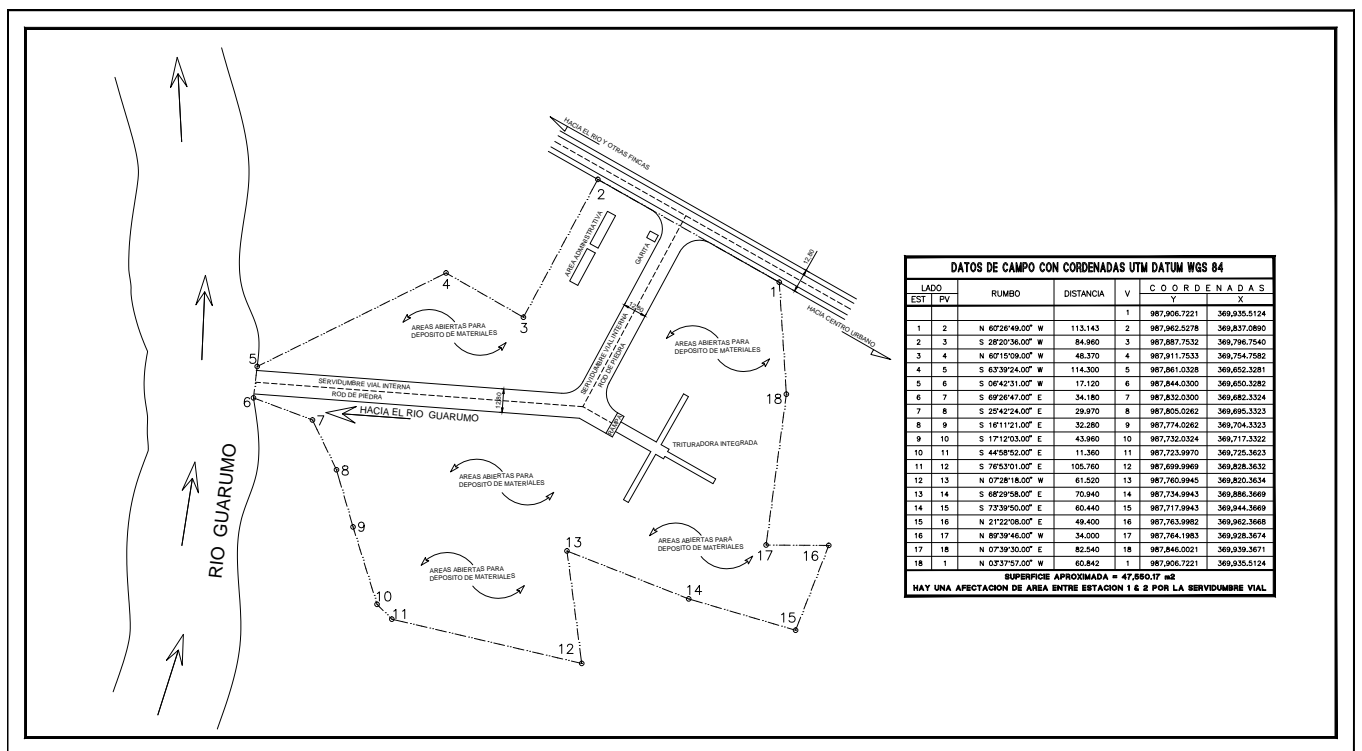 HACIA EL RIO Y OTRAS FINCAS
2
AREA ADMINISTRATIVA
GARITA
12.80
1
HACIA CENTRO URBANO
4
3
12.80
AREAS ABIERTAS PARA
DEPOSITO DE MATERIALES
AREAS ABIERTAS PARA
DEPOSITO DE MATERIALES
SERVIDUMBRE VIAL INTERNA
ROD DE PIEDRA
5
SERVIDUMBRE VIAL INTERNA
ROD DE PIEDRA
12.80
6
HACIA EL RIO GUARUMO
7
18
RAMPA
TRITURADORA INTEGRADA
8
AREAS ABIERTAS PARA
DEPOSITO DE MATERIALES
RIO GUARUMO
9
AREAS ABIERTAS PARA
DEPOSITO DE MATERIALES
13
17
16
AREAS ABIERTAS PARA
DEPOSITO DE MATERIALES
10
11
14
15
12
DATOS DE CAMPO CON CORDENADAS UTM DATUM WGS 84
LADO RUMBO DISTANCIA V COORDENADAS
EST PV Y X
1 987,906.7221 369,935.5124
1 2 N 60°26'49.00" W 113.143 2 987,962.5278 369,837.0890
2 3 S 28°20'36.00" W 84.960 3 987,887.7532 369,796.7540
3 4 N 60°15'09.00" W 48.370 4 987,911.7533 369,754.7582
4 5 S 63°39'24.00" W 114.300 5 987,861.0328 369,652.3281
5 6 S 06°42'31.00" W 17.120 6 987,844.0300 369,650.3282
6 7 S 69°26'47.00" E 34.180 7 987,832.0300 369,682.3324
7 8 S 25°42'24.00" E 29.970 8 987,805.0262 369,695.3323
8 9 S 16°11'21.00" E 32.280 9 987,774.0262 369,704.3323
9 10 S 17°12'03.00" E 43.960 10 987,732.0324 369,717.3322
10 11 S 44°58'52.00" E 11.360 11 987,723.9970 369,725.3623
11 12 S 76°53'01.00" E 105.760 12 987,699.9969 369,828.3632
12 13 N 07°28'18.00" W 61.520 13 987,760.9945 369,820.3634
13 14 S 68°29'58.00" E 70.940 14 987,734.9943 369,886.3669
14 15 S 73°39'50.00" E 60.440 15 987,717.9943 369,944.3669
15 16 N 21°22'08.00" E 49.400 16 987,763.9982 369,962.3668
16 17 N 89°39'46.00" W 34.000 17 987,764.1983 369,928.3674
17 18 N 07°39'30.00" E 82.540 18 987,846.0021 369,939.3671
18 1 N 03°37'57.00" W 60.842 1 987,906.7221 369,935.5124
SUPERFICIE APROXIMADA = 47,550.17 m2
HAY UNA AFECTACION DE AREA ENTRE ESTACION 1 & 2 POR LA SERVIDUMBRE VIAL